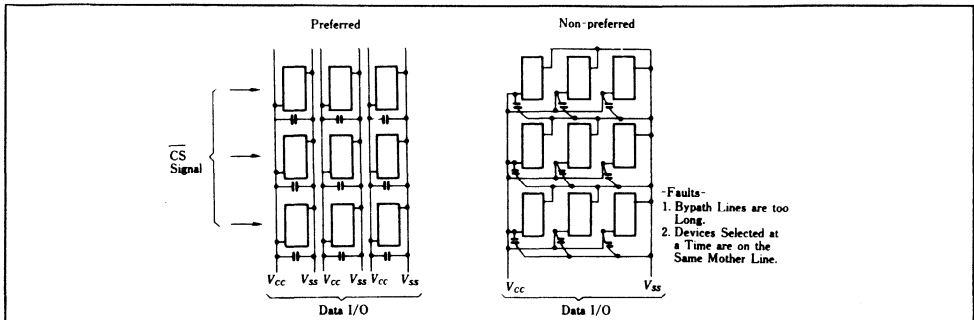 Preferred
Non-preferred
CS
Signal
-Faults-
1. Bypath Lines are too
Long.
2. Devices Selected at
a Time are on the
Same Mother Line.
Vcc Vss Vcc Vss Vcc Vss
Data I/O
Vcc Vss
Data I/O